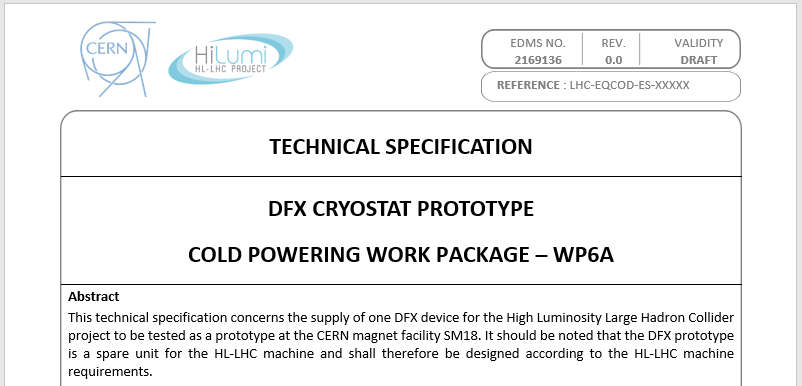 CERN
HiLumi
HL-LHC PROJECT
EDMS NO. REV. VALIDITY
2169136 0.0 DRAFT
REFERENCE : LHC-EQCOD-ES-XXXXX
TECHNICAL SPECIFICATION
DFX CRYOSTAT PROTOTYPE
COLD POWERING WORK PACKAGE – WP6A
Abstract
This technical specification concerns the supply of one DFX device for the High Luminosity Large Hadron Collider
project to be tested as a prototype at the CERN magnet facility SM18. It should be noted that the DFX prototype
is a spare unit for the HL-LHC machine and shall therefore be designed according to the HL-LHC machine
requirements.